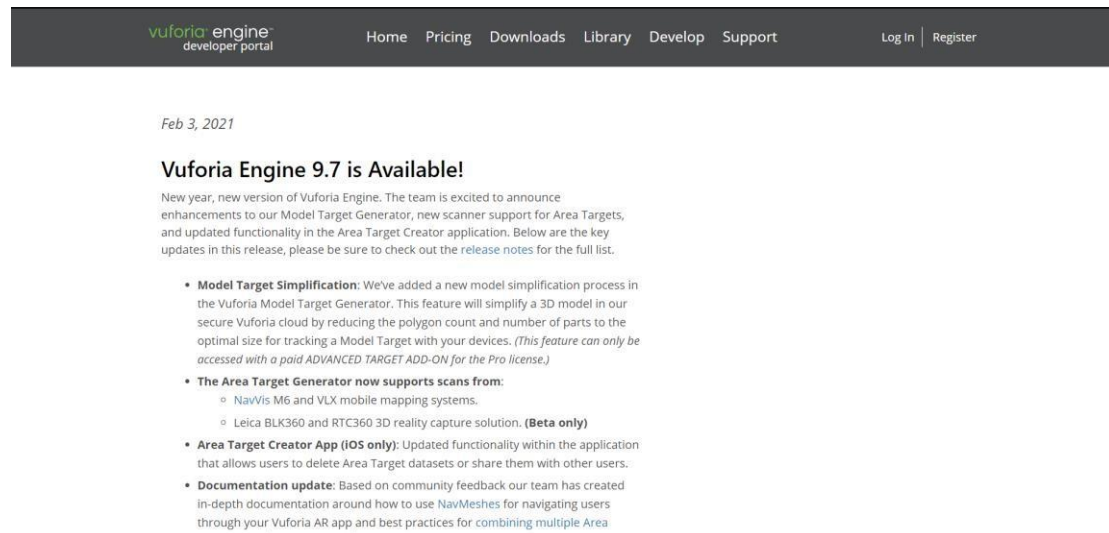 vuforia™ engine™
developer portal
Home Pricing Downloads Library Develop Support
Log In | Register
Feb 3, 2021
Vuforia Engine 9.7 is Available!
New year, new version of Vuforia Engine. The team is excited to announce
enhancements to our Model Target Generator, new scanner support for Area Targets,
and updated functionality in the Area Target Creator application. Below are the key
updates in this release, please be sure to check out the release notes for the full list.
• Model Target Simplification: We've added a new model simplification process in
the Vuforia Model Target Generator. This feature will simplify a 3D model in our
secure Vuforia cloud by reducing the polygon count and number of parts to the
optimal size for tracking a Model Target with your devices. (This feature can only be
accessed with a paid ADVANCED TARGET ADD-ON for the Pro license.)
• The Area Target Generator now supports scans from:
◦ NavVis M6 and VLX mobile mapping systems.
◦ Leica BLK360 and RTC360 3D reality capture solution. (Beta only)
• Area Target Creator App (iOS only): Updated functionality within the application
that allows users to delete Area Target datasets or share them with other users.
• Documentation update: Based on community feedback our team has created
in-depth documentation around how to use NavMeshes for navigating users
through your Vuforia AR app and best practices for combining multiple Area